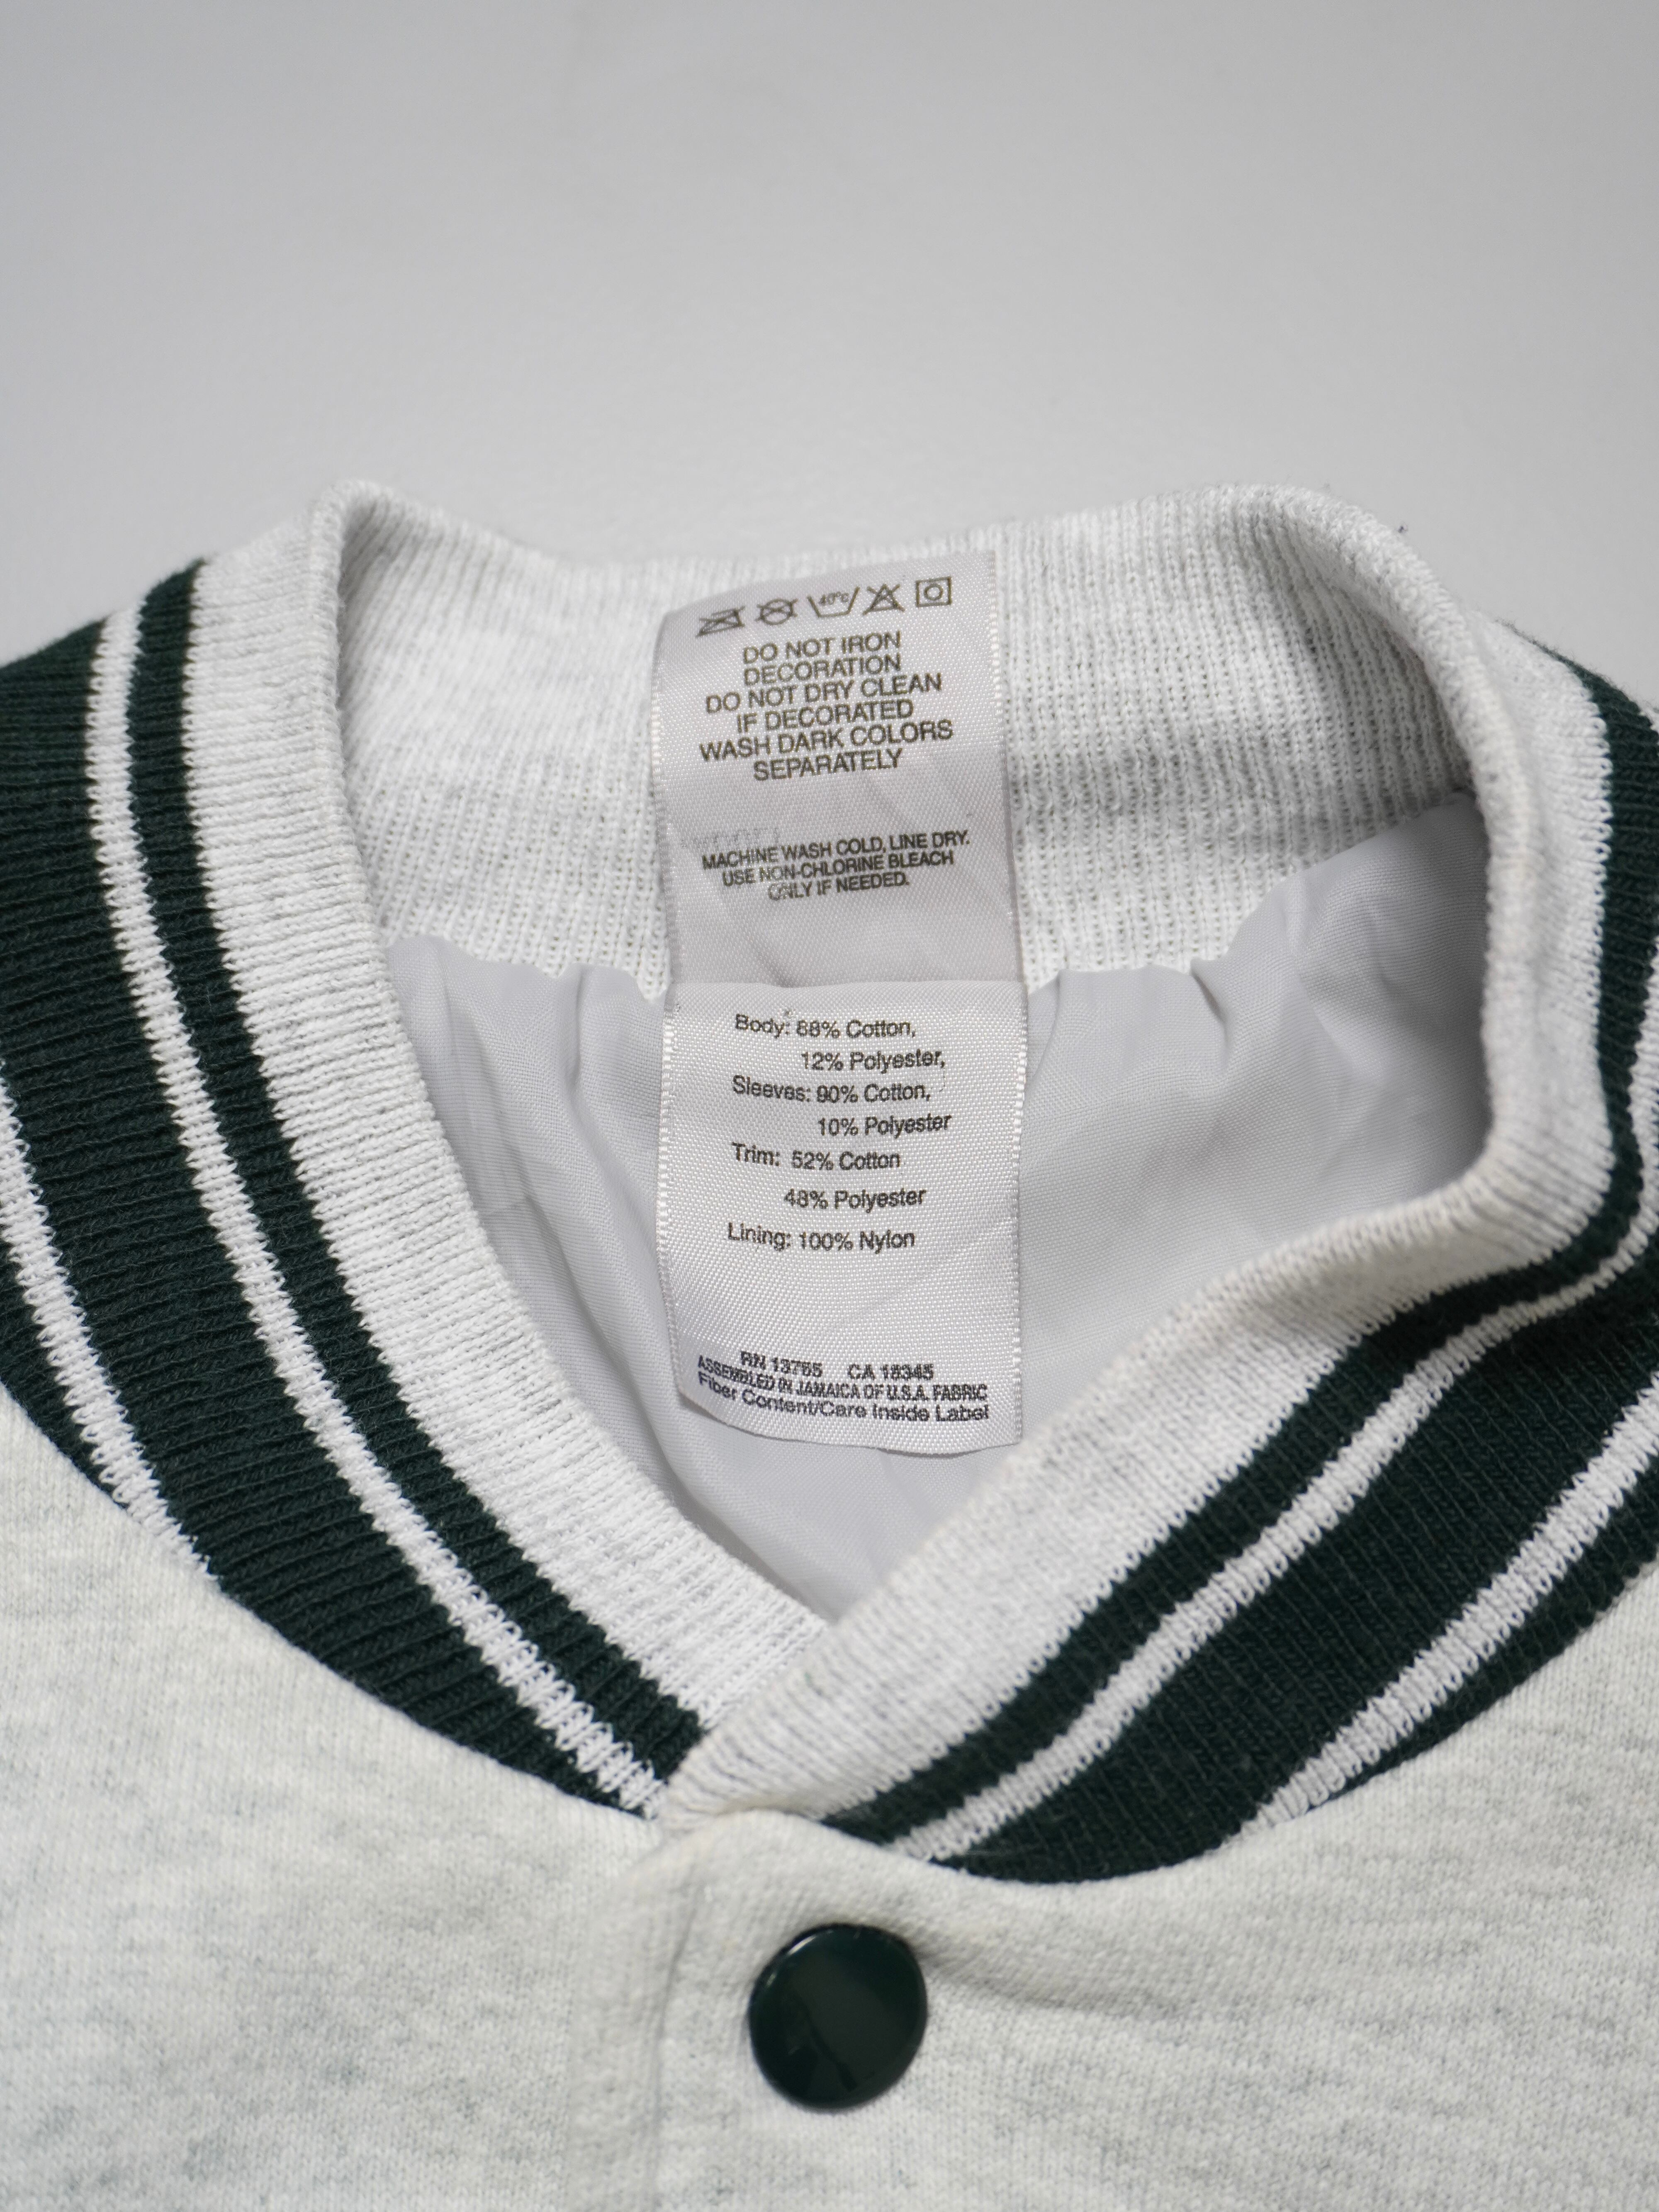 40°C
DO NOT IRON
DECORATION
DO NOT DRY CLEAN
IF DECORATED
WASH DARK COLORS
SEPARATELY
MACHINE WASH COLD, LINE DRY.
USE NON-CHLORINE BLEACH
ONLY IF NEEDED.
Body: 88% Cotton,
12% Polyester,
Sleeves: 90% Cotton,
10% Polyester
Trim: 52% Cotton
48% Polyester
Lining: 100% Nylon
RN 13765 CA 18345
ASSEMBLED IN JAMAICA OF U.S.A. FABRIC
Fiber Content/Care Inside Label